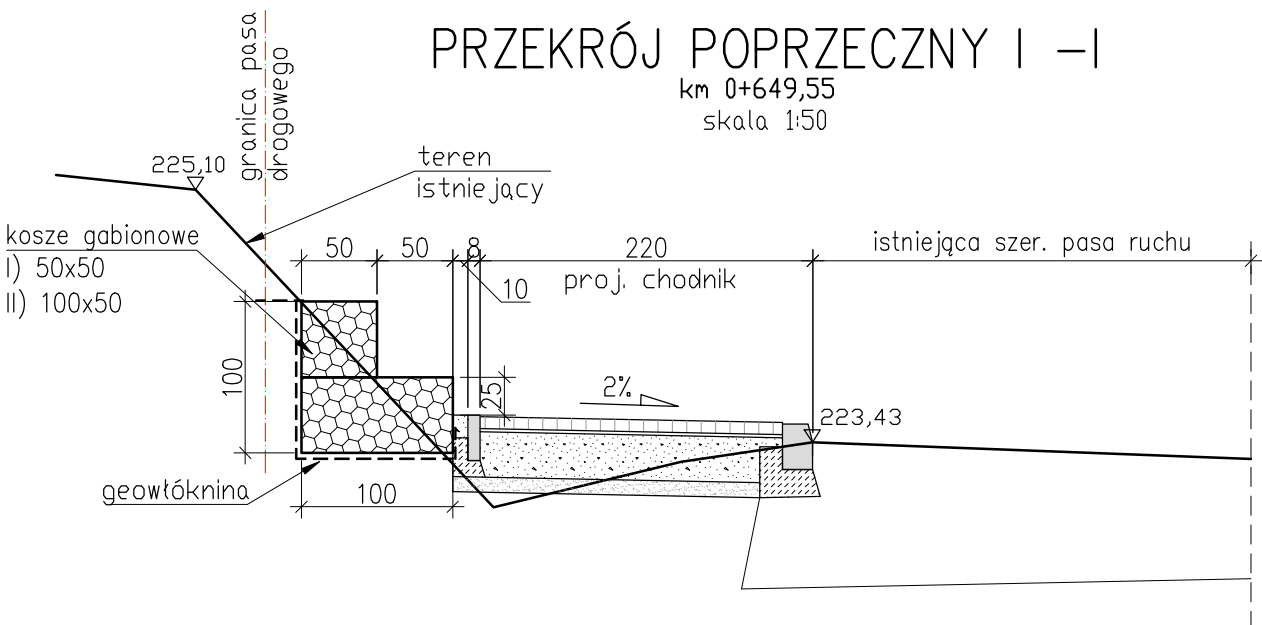 PRZEKRÓJ POPRZECZNY I -I
km 0+649,55
skala 1:50
granica pasa
drogowego
225,10
teren
istniejący
kosze gabionowe
I) 50x50
II) 100x50
50
50
8
220
istniejąca szer. pasa ruchu
10
proj. chodnik
100
25
2%
223,43
geowłóknina
100